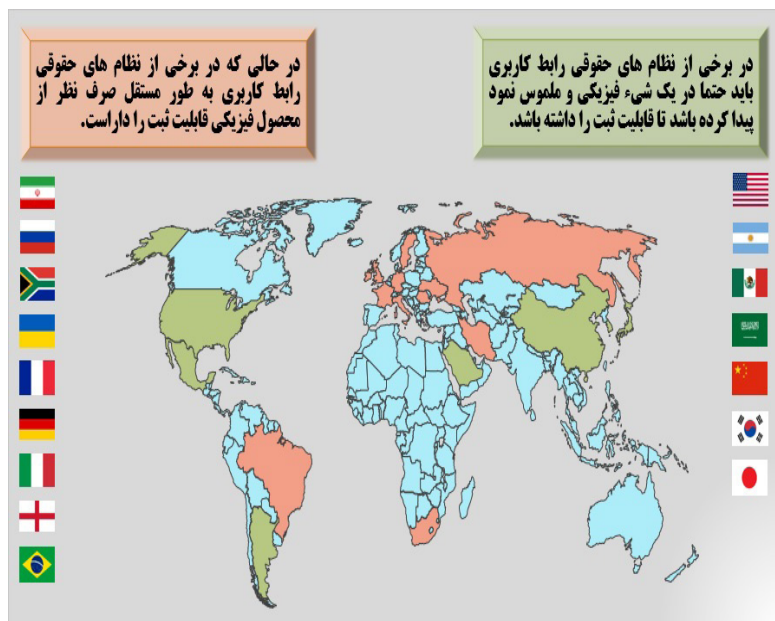 در برخی از نظام های حقوقی رابط کاربری
باید حتما در یک شیء فیزیکی و ملموس نمود
پیدا کرده باشد تا قابلیت ثبت را داشته باشد.
در حالی که در برخی از نظام های حقوقی
رابط کاربری به طور مستقل صرف نظر از
محصول فیزیکی قابلیت ثبت را داراست.